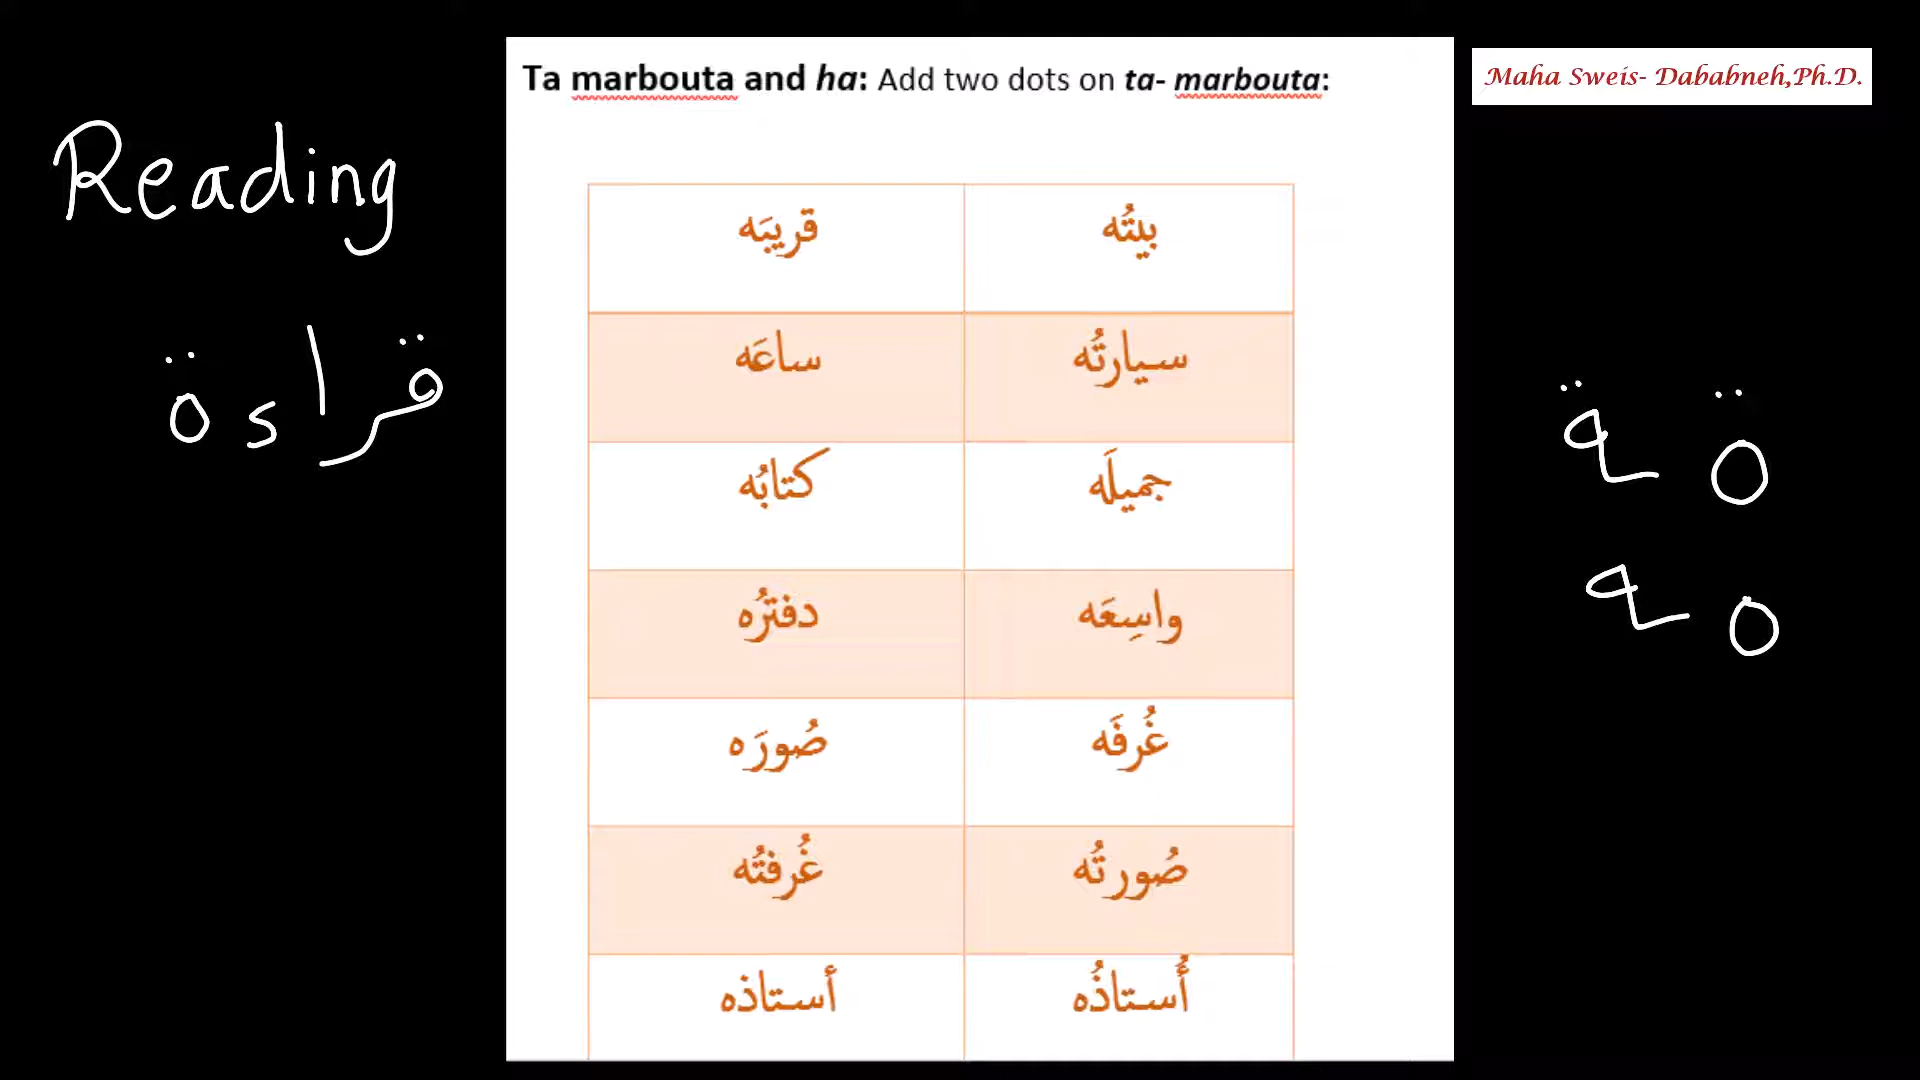 Ta marbouta and ha: Add two dots on ta- marbouta:
Maha Sweis- Dababneh,Ph.D.
Reading
قراءة
بيتُه
قريبَه
سيارتُه
ساعَه
جميلَه
كتابُه
واسِعَه
دفترُه
غُرفَه
صُورَه
صُورتُه
غُرفتُه
أُستاذُه
أستاذه
ة ـة
ه ـه